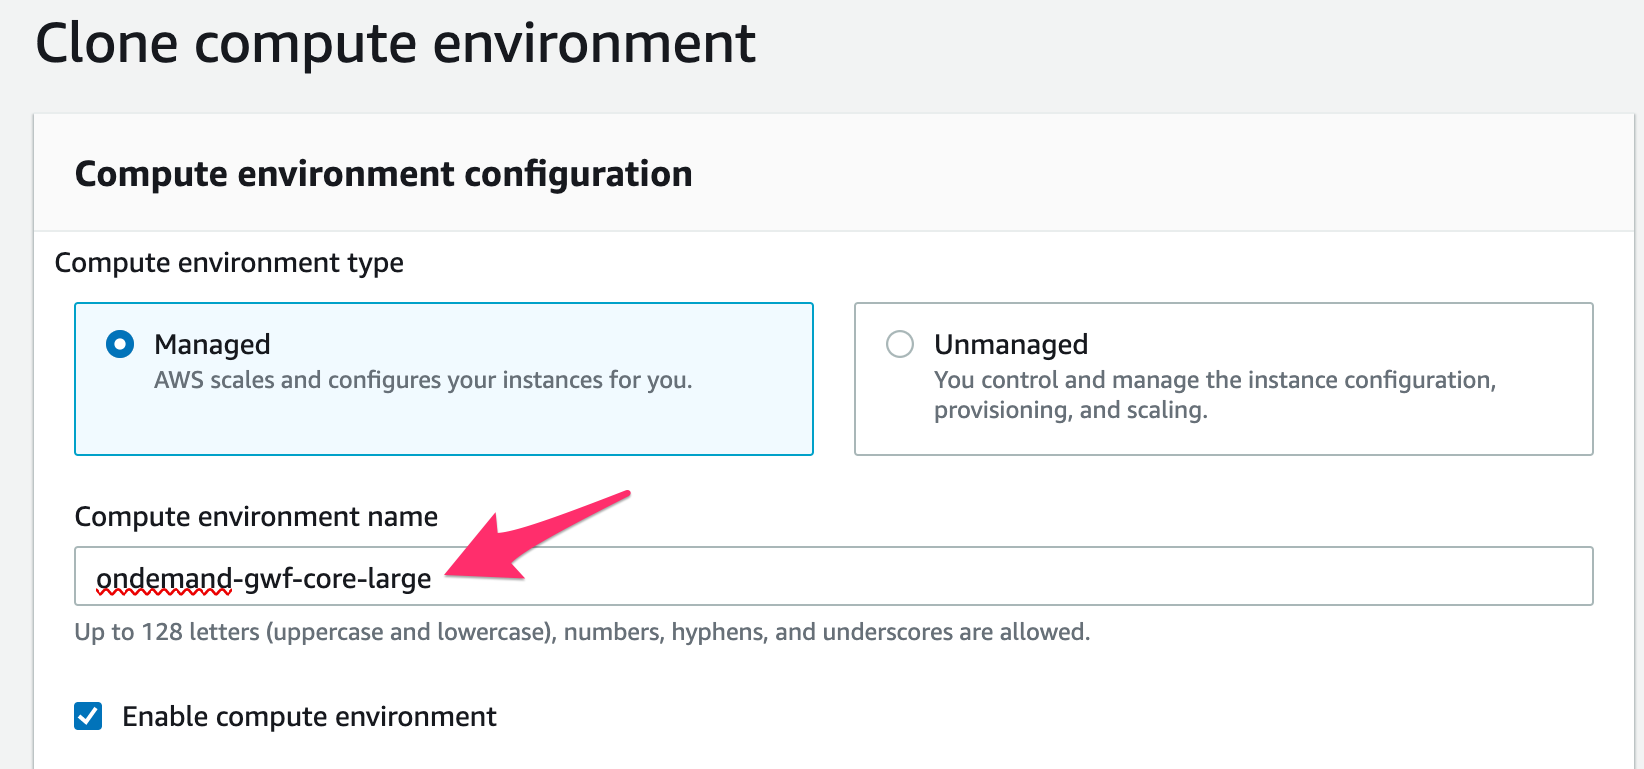 Clone compute environment
Compute environment configuration
Compute environment type
Managed
AWS scales and configures your instances for you.
Unmanaged
You control and manage the instance configuration,
provisioning, and scaling.
Compute environment name
ondemand-gwf-core-large
Up to 128 letters (uppercase and lowercase), numbers, hyphens, and underscores are allowed.
Enable compute environment